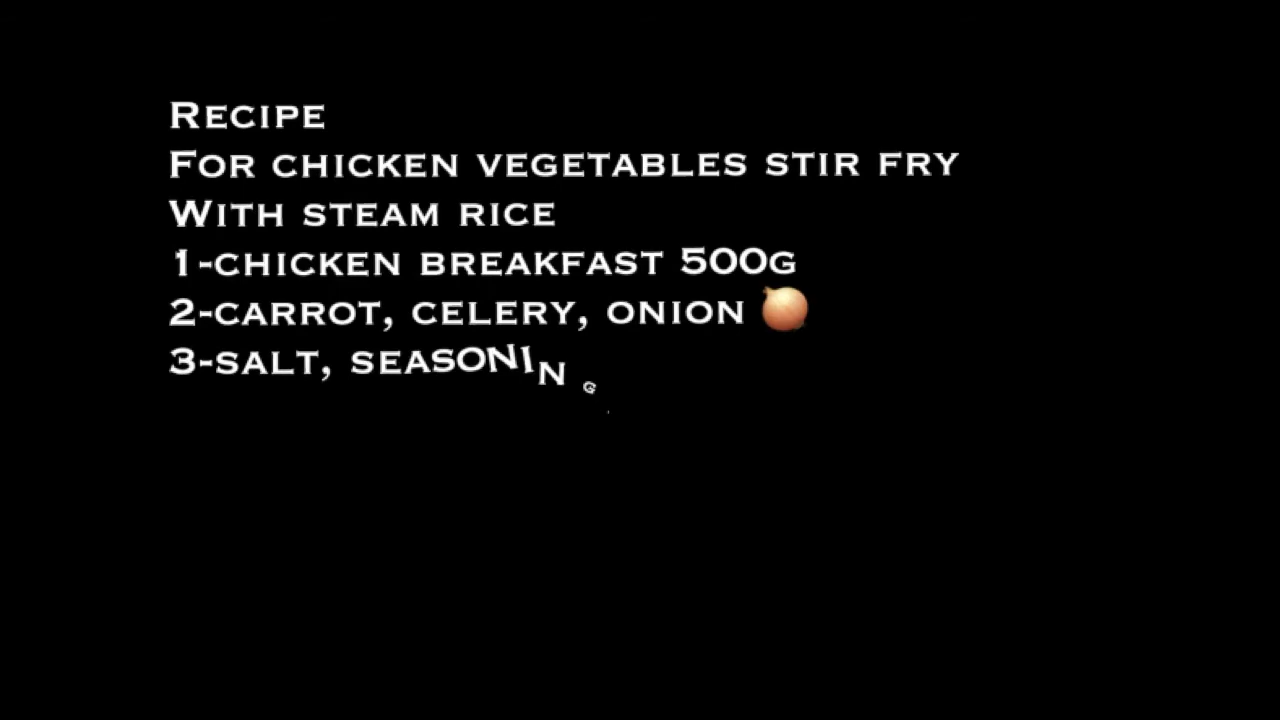 Recipe
For chicken vegetables stir fry
With steam rice
1-chicken breakfast 500g
2-carrot, celery, onion 🧅
3-salt, seasoning